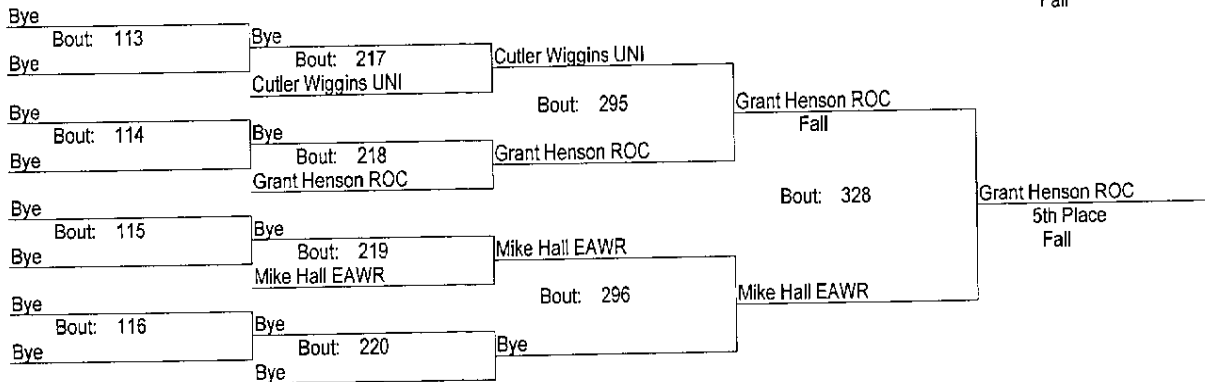 Fall
Bye
Bout: 113
Bye
Bye
Bout: 217
Cutler Wiggins UNI
Cutler Wiggins UNI
Bye
Bout: 114
Bye
Bye
Bout: 218
Grant Henson ROC
Grant Henson ROC
Bout: 295
Grant Henson ROC
Fall
Bye
Bout: 115
Bye
Bye
Bout: 219
Mike Hall EAWR
Mike Hall EAWR
Bye
Bout: 116
Bye
Bye
Bout: 220
Bye
Bye
Bout: 296
Mike Hall EAWR
Bout: 328
Grant Henson ROC
5th Place
Fall